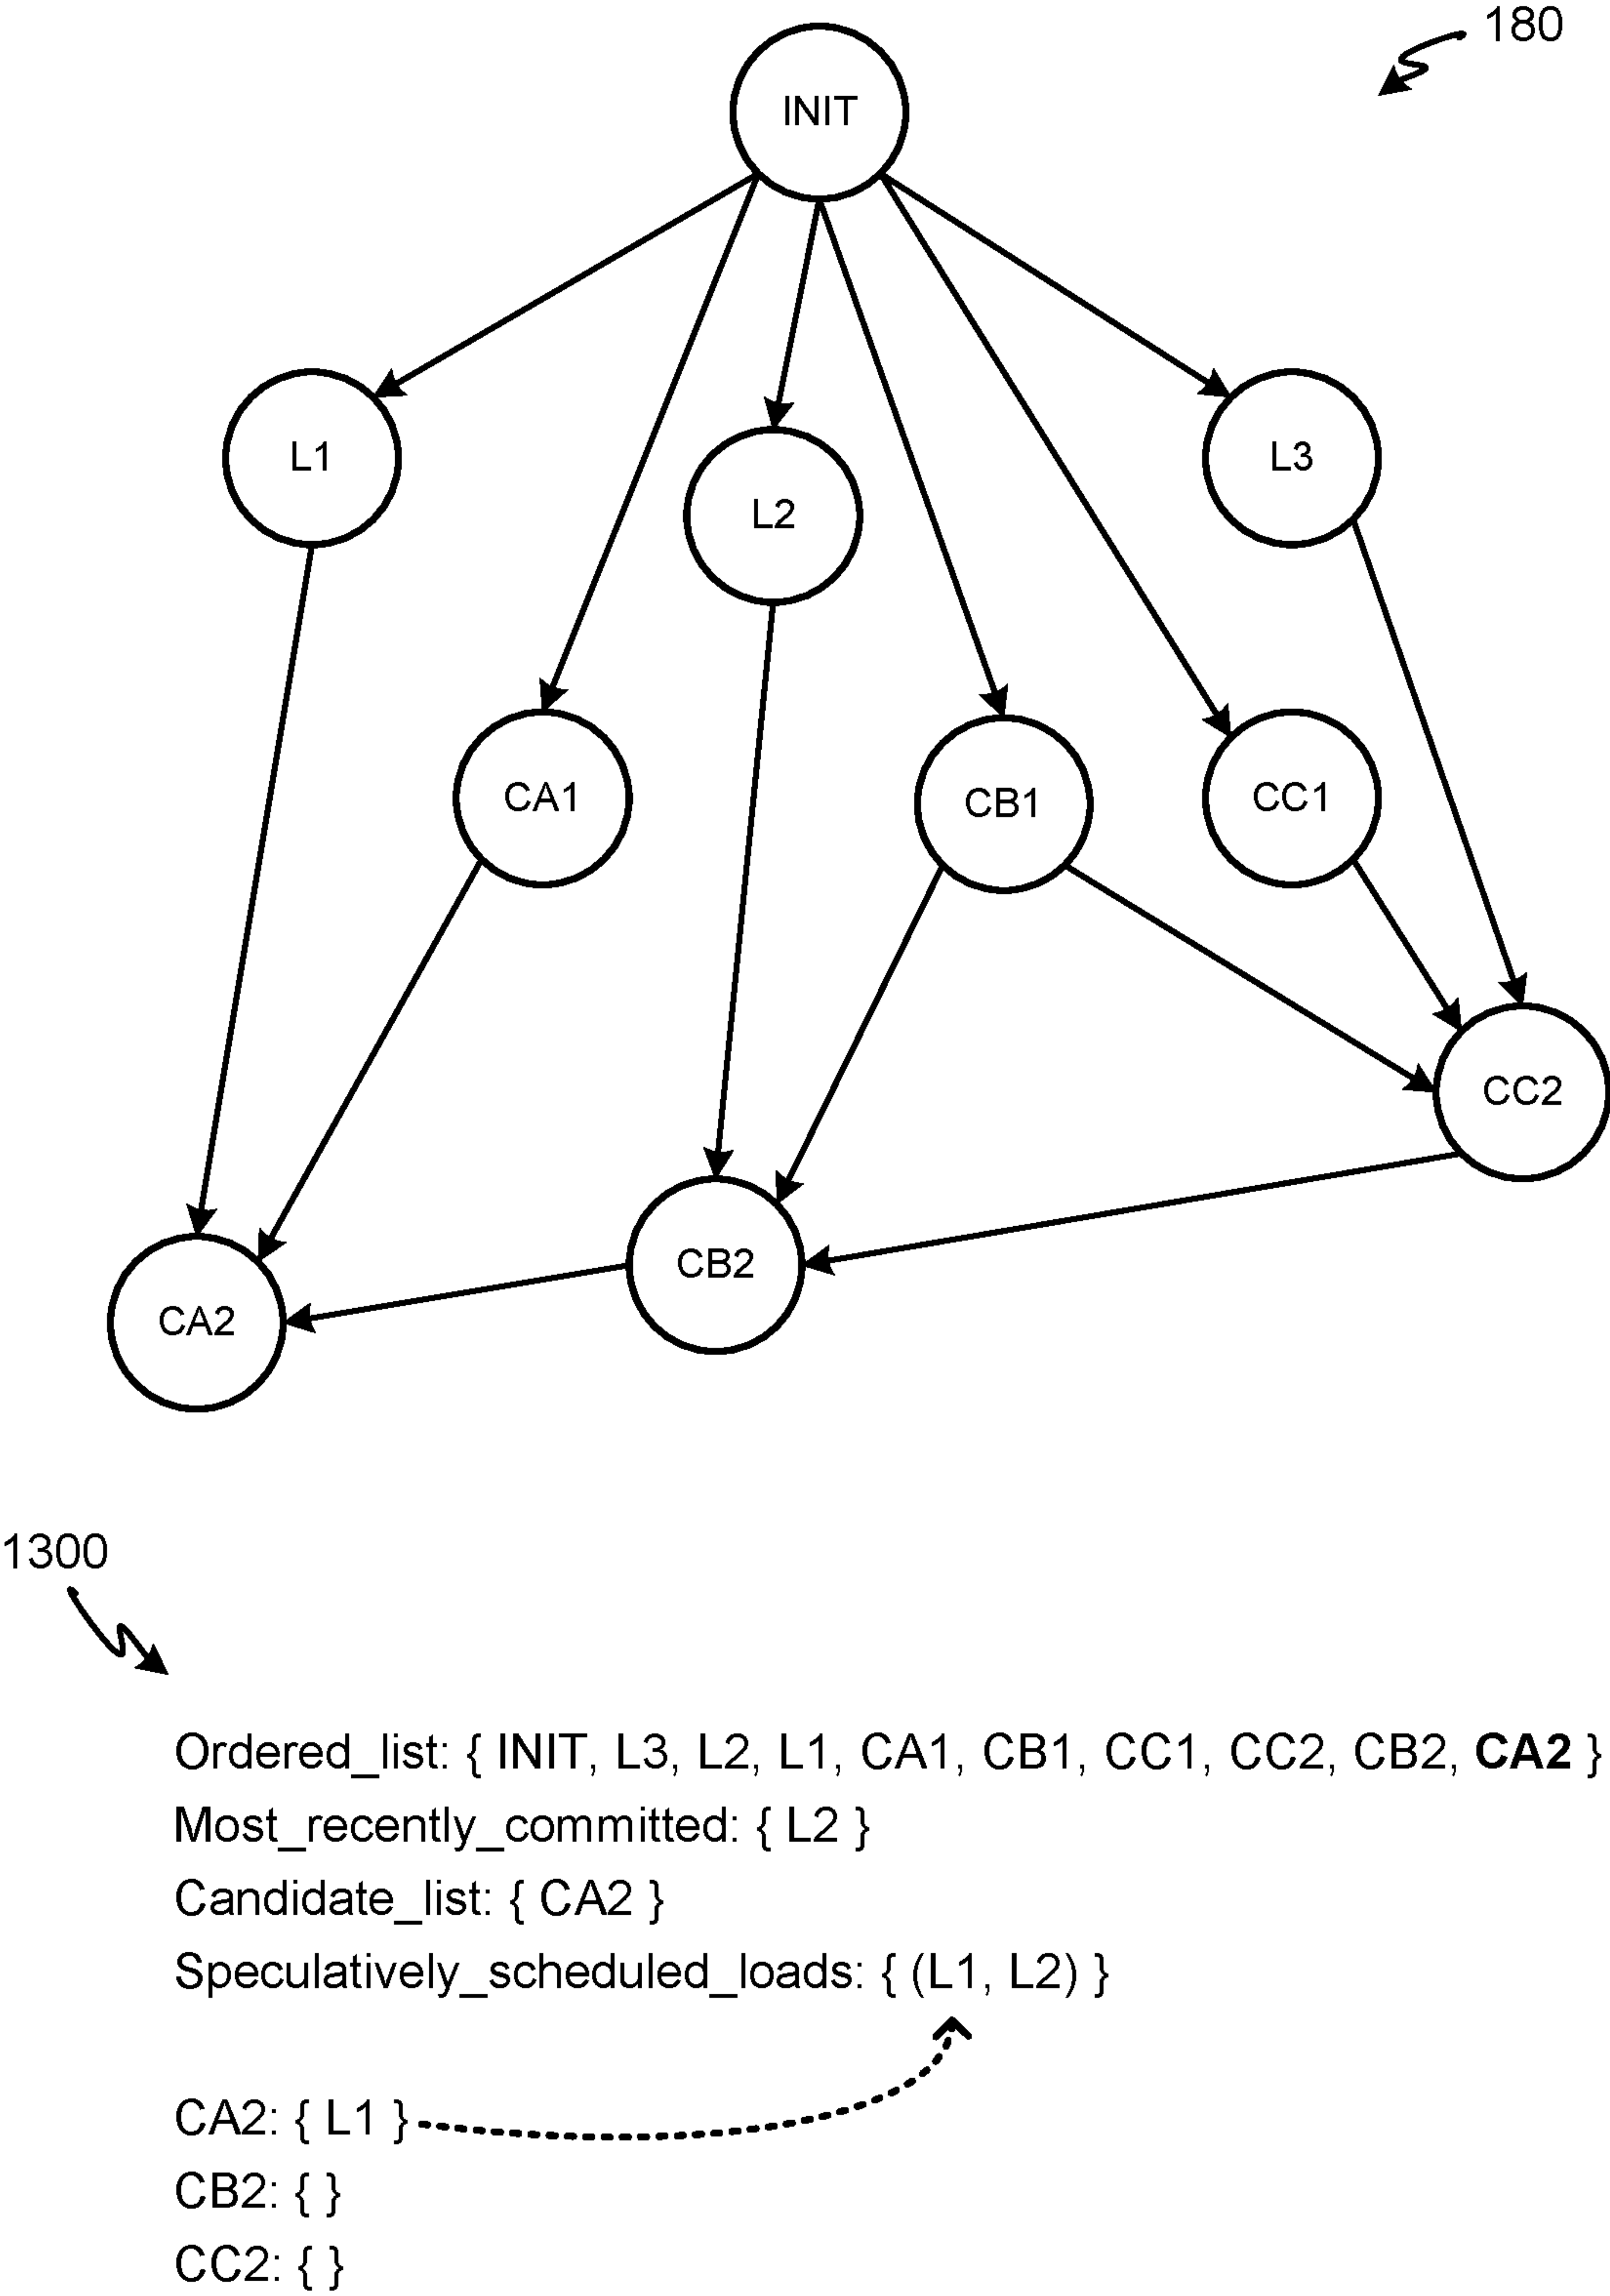 180
INIT
L1
L3
L2
CA1
CB1
CC1
CC2
CB2
CA2
1300
Ordered_list: { INIT, L3, L2, L1, CA1, CB1, CC1, CC2, CB2, CA2 }
Most_recently_committed: { L2 }
Candidate_list: { CA2 }
Speculatively_scheduled_loads: { (L1, L2) }
CA2: { L1 }
CB2: { }
CC2: { }